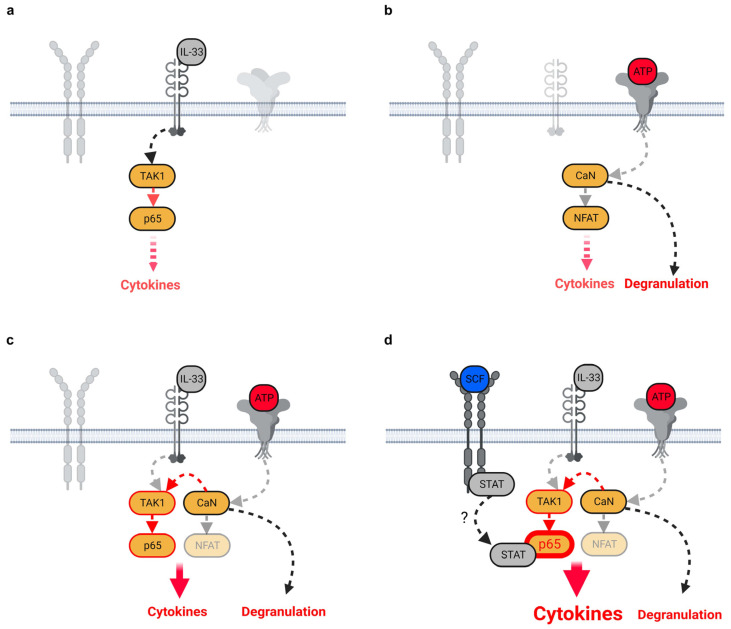 a
IL-33
TAK1
p65
Cytokines
b
ATP
CaN
NFAT
Cytokines Degranulation
c
IL-33
ATP
TAK1 CaN
p65 NFAT
Cytokines Degranulation
d
SCF IL-33
ATP
STAT
TAK1 CaN
?
STAT p65 NFAT
Cytokines Degranulation